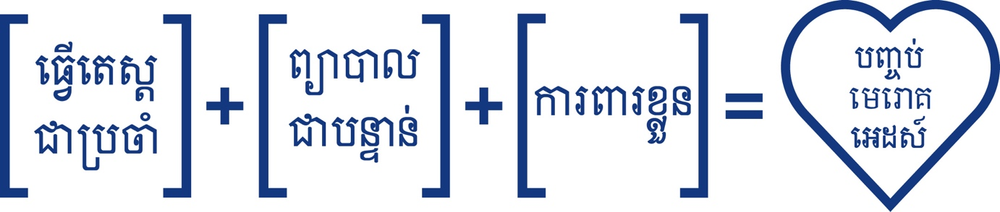 ធ្វើតេស្ត
ជាប្រចាំ
+
ព្យាបាល
ជាបន្ទាន់
+
ការពារខ្លួន
=
បញ្ចប់
មេរោគ
អេដស៍